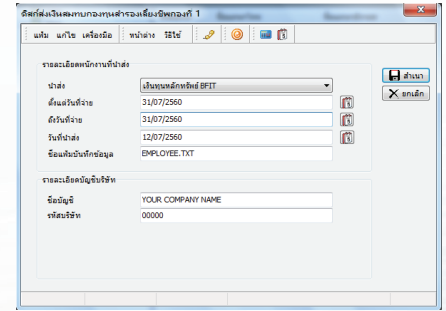 ดิสก์ส่งเงินสมทบกองทุนสำรองเลี้ยงชีพกองที่ 1
แฟ้ม แก้ไข เครื่องมือ หน้าต่าง วิธีใช้
รายละเอียดพนักงานที่นำส่ง
นำส่ง เงินทุนหลักทรัพย์ BFIT
ตั้งแต่วันที่จ่าย 31/07/2560
ถึงวันที่จ่าย 31/07/2560
วันที่นำส่ง 12/07/2560
ชื่อแฟ้มบันทึกข้อมูล EMPLOYEE.TXT
สำเนา
ยกเลิก
รายละเอียดบัญชีบริษัท
ชื่อบัญชี YOUR COMPANY NAME
รหัสบริษัท 00000